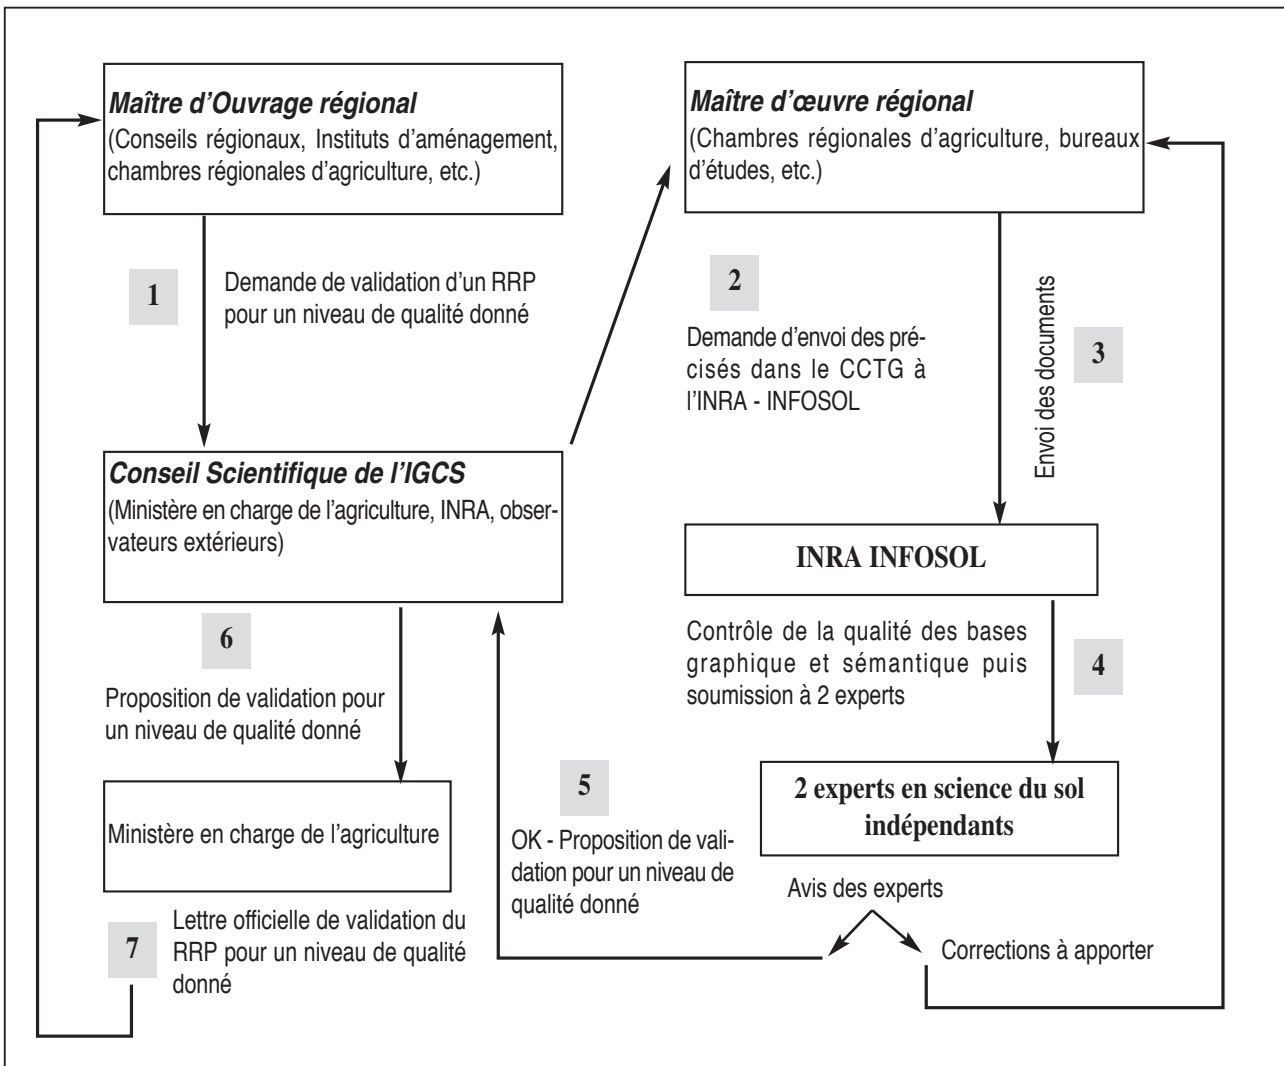 Maître d'Ouvrage régional
(Conseils régionaux, Instituts d'aménagement,
chambres régionales d'agriculture, etc.)
Maître d'œuvre régional
(Chambres régionales d'agriculture, bureaux
d'études, etc.)
1
Demande de validation d'un RRP
pour un niveau de qualité donné
2
Demande d'envoi des pré-
cisés dans le CCTG à
l'INRA - INFOSOL
Envoi des documents
3
Conseil Scientifique de l'IGCS
(Ministère en charge de l'agriculture, INRA, obser-
vateurs extérieurs)
INRA INFOSOL
Contrôle de la qualité des bases
graphique et sémantique puis
soumission à 2 experts
4
6
Proposition de validation pour
un niveau de qualité donné
2 experts en science du sol
indépendants
5
OK - Proposition de vali-
dation pour un niveau de
qualité donné
Ministère en charge de l'agriculture
Avis des experts
Corrections à apporter
7
Lettre officielle de validation du
RRP pour un niveau de qualité
donné